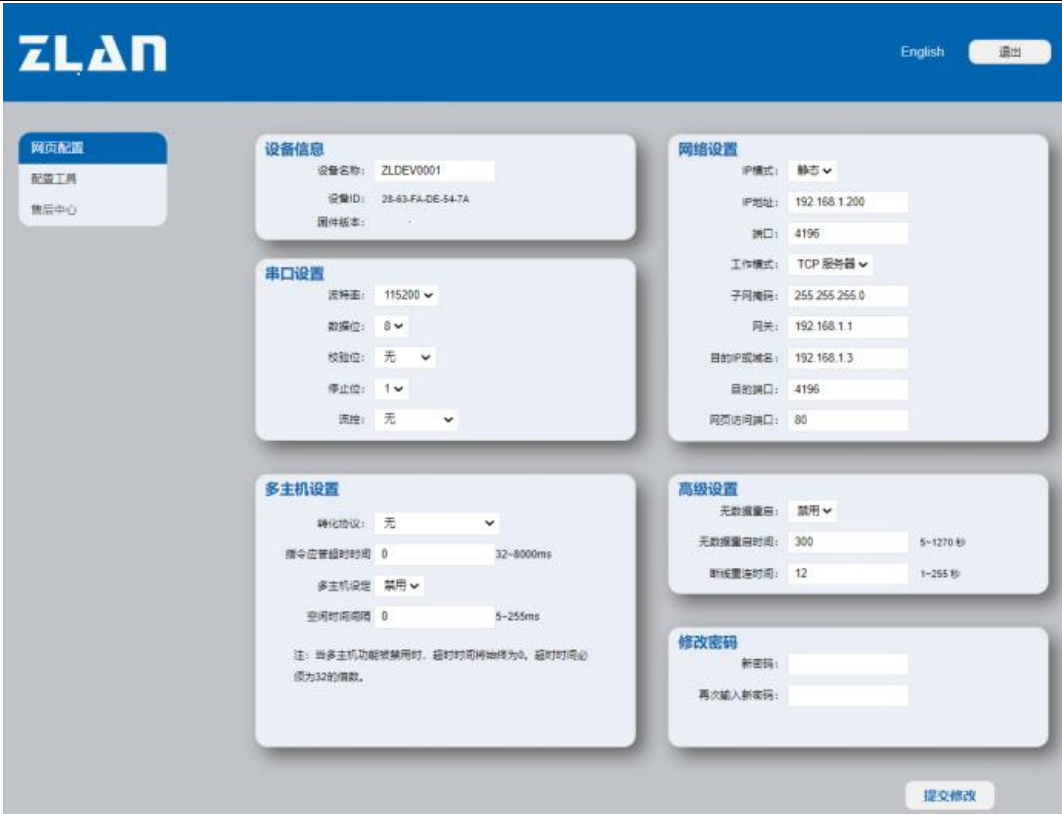 ZLAN
English
退出
网页配置
配置工具
售后中心
设备信息
设备名称: ZLDEV0001
设备ID: 28-63-FA-DE-54-7A
固件版本:
串口设置
波特率: 115200
数据位: 8
校验位: 无
停止位: 1
流控: 无
多主机设置
转化协议: 无
指令应答超时时间 0 32~8000ms
多主机设定 禁用
空闲时间间隔 0 5~255ms
注: 当多主机功能被禁用时, 超时时间将始终为0。超时时间必
须为32的倍数。
网络设置
IP模式: 静态
IP地址: 192.168.1.200
端口: 4196
工作模式: TCP 服务器
子网掩码: 255.255.255.0
网关: 192.168.1.1
目的IP或域名: 192.168.1.3
目的端口: 4196
网页访问端口: 80
高级设置
无数据重启: 禁用
无数据重启时间: 300 5~1270 秒
断线重连时间: 12 1~255 秒
修改密码
新密码:
再次输入新密码:
提交修改